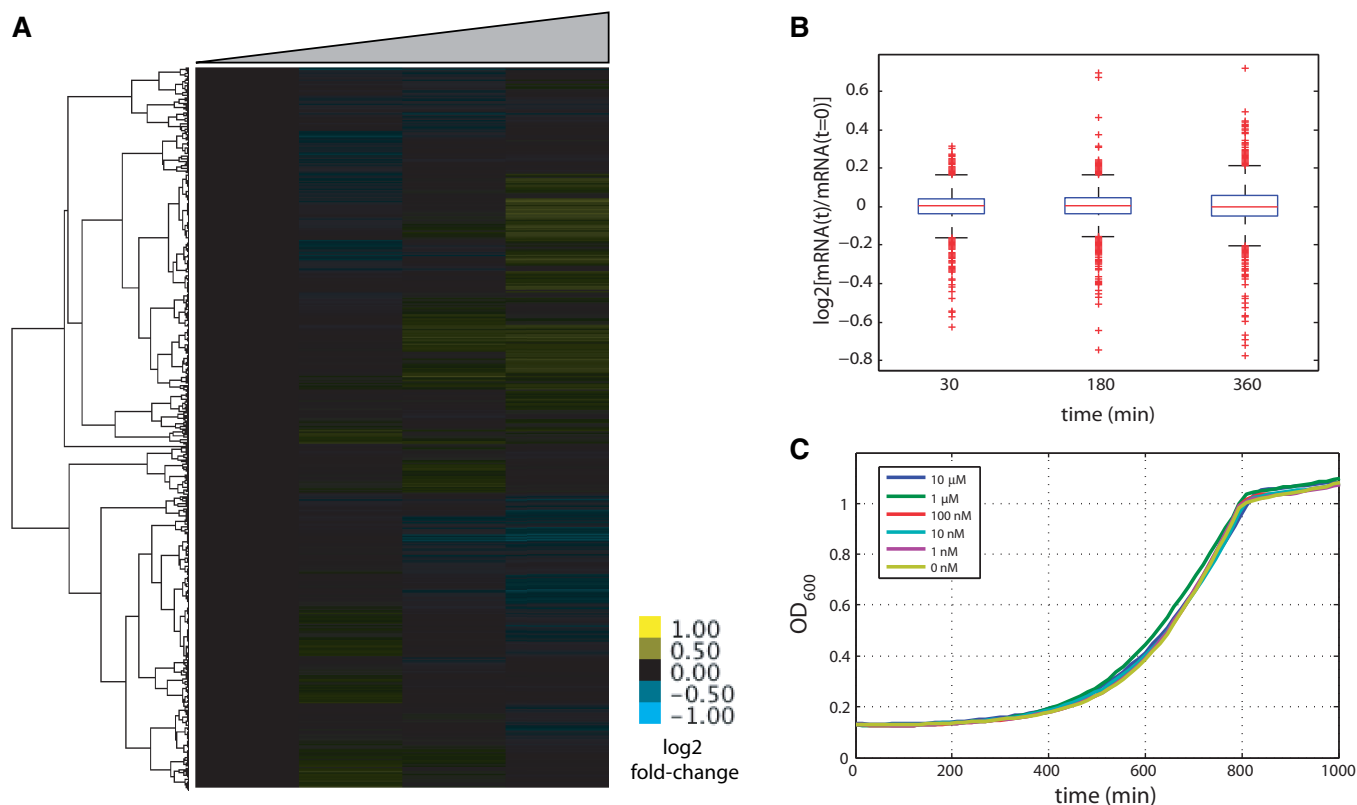 A
1.00
0.50
0.00
−0.50
−1.00
log2
fold-change
B
log2[mRNA(t)/mRNA(t=0)]
0.6
0.4
0.2
0
−0.2
−0.4
−0.6
−0.8
30 180 360
time (min)
C
OD600
1
0.8
0.6
0.4
0.2
0
10 μM
1 μM
100 nM
10 nM
1 nM
0 nM
0 200 400 600 800 1000
time (min)